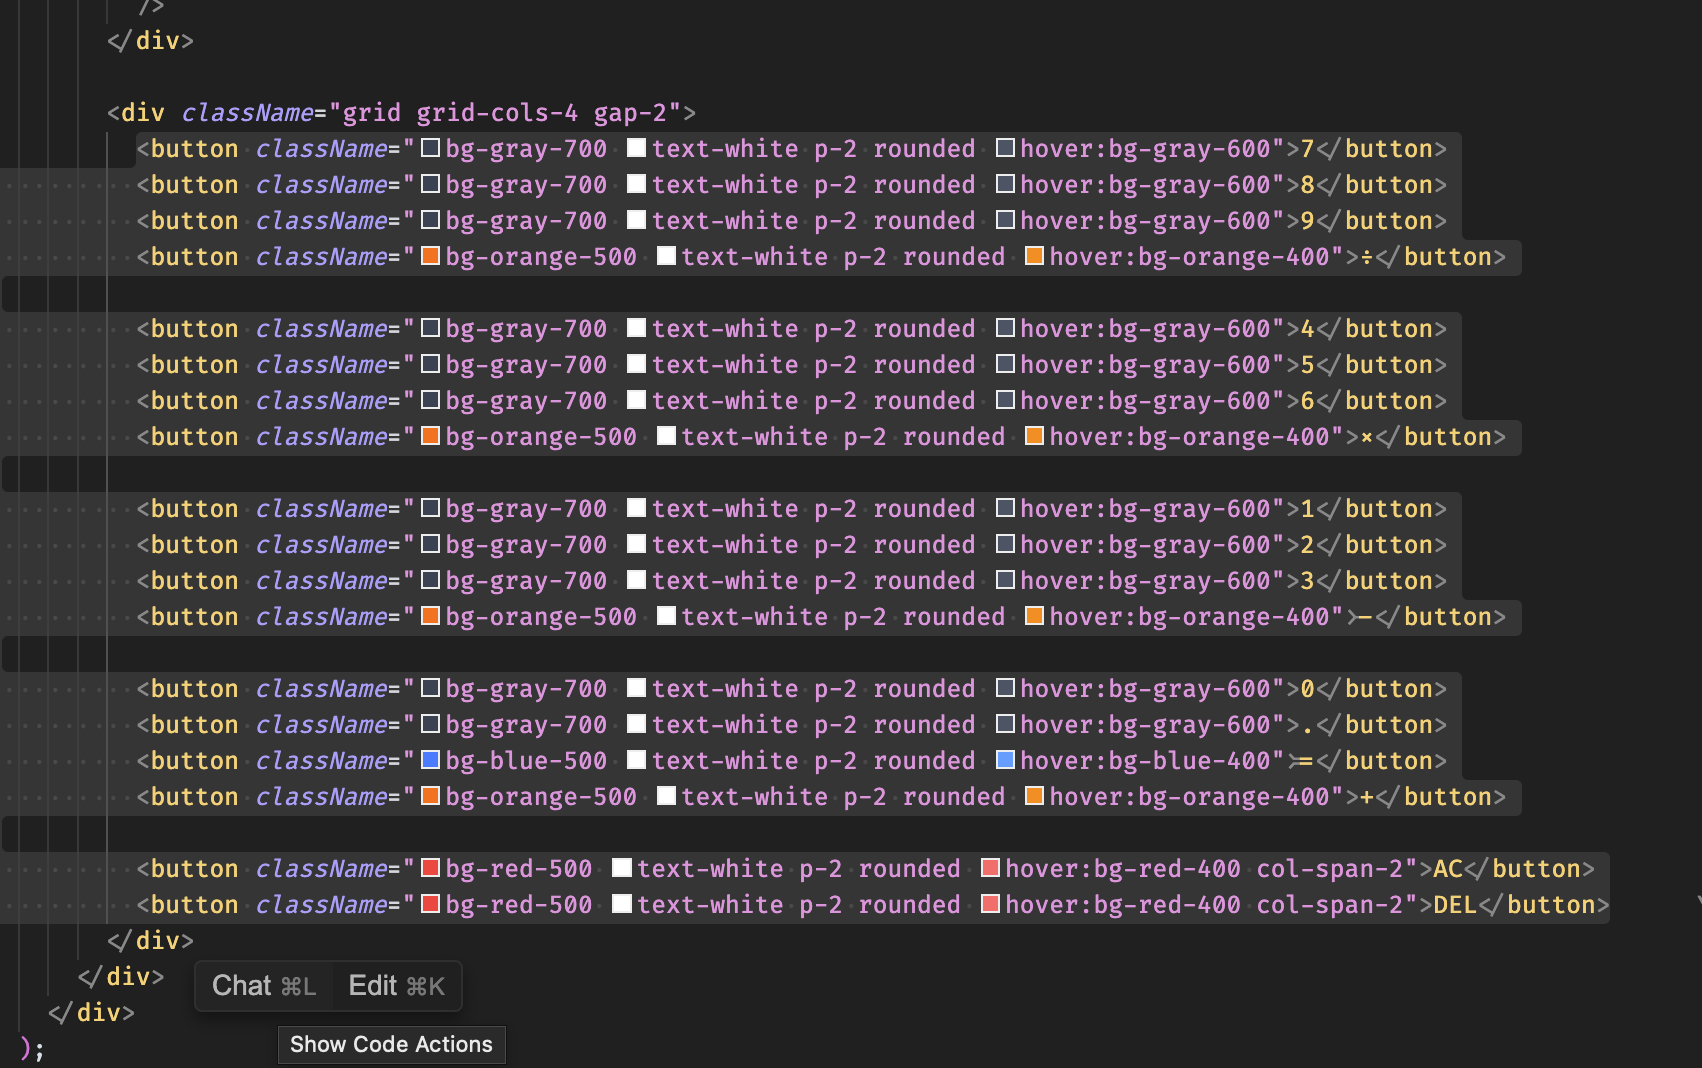 />
</div>
<div className="grid grid-cols-4 gap-2">
<button className="bg-gray-700 text-white p-2 rounded hover:bg-gray-600">7</button>
<button className="bg-gray-700 text-white p-2 rounded hover:bg-gray-600">8</button>
<button className="bg-gray-700 text-white p-2 rounded hover:bg-gray-600">9</button>
<button className="bg-orange-500 text-white p-2 rounded hover:bg-orange-400">÷</button>
<button className="bg-gray-700 text-white p-2 rounded hover:bg-gray-600">4</button>
<button className="bg-gray-700 text-white p-2 rounded hover:bg-gray-600">5</button>
<button className="bg-gray-700 text-white p-2 rounded hover:bg-gray-600">6</button>
<button className="bg-orange-500 text-white p-2 rounded hover:bg-orange-400">×</button>
<button className="bg-gray-700 text-white p-2 rounded hover:bg-gray-600">1</button>
<button className="bg-gray-700 text-white p-2 rounded hover:bg-gray-600">2</button>
<button className="bg-gray-700 text-white p-2 rounded hover:bg-gray-600">3</button>
<button className="bg-orange-500 text-white p-2 rounded hover:bg-orange-400">-</button>
<button className="bg-gray-700 text-white p-2 rounded hover:bg-gray-600">0</button>
<button className="bg-gray-700 text-white p-2 rounded hover:bg-gray-600">.</button>
<button className="bg-blue-500 text-white p-2 rounded hover:bg-blue-400">=</button>
<button className="bg-orange-500 text-white p-2 rounded hover:bg-orange-400">+</button>
<button className="bg-red-500 text-white p-2 rounded hover:bg-red-400 col-span-2">AC</button>
<button className="bg-red-500 text-white p-2 rounded hover:bg-red-400 col-span-2">DEL</button>
</div>
</div>
Chat ⌘L Edit ⌘K
</div>
Show Code Actions
);